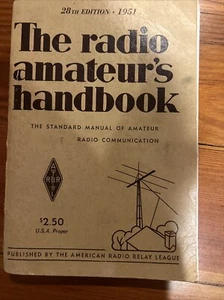 28TH EDITION • 1951
The radio
amateur's
handbook
THE STANDARD MANUAL OF AMATEUR
RADIO COMMUNICATION
$2.50
U.S.A. Proper
PUBLISHED BY THE AMERICAN RADIO RELAY LEAGUE